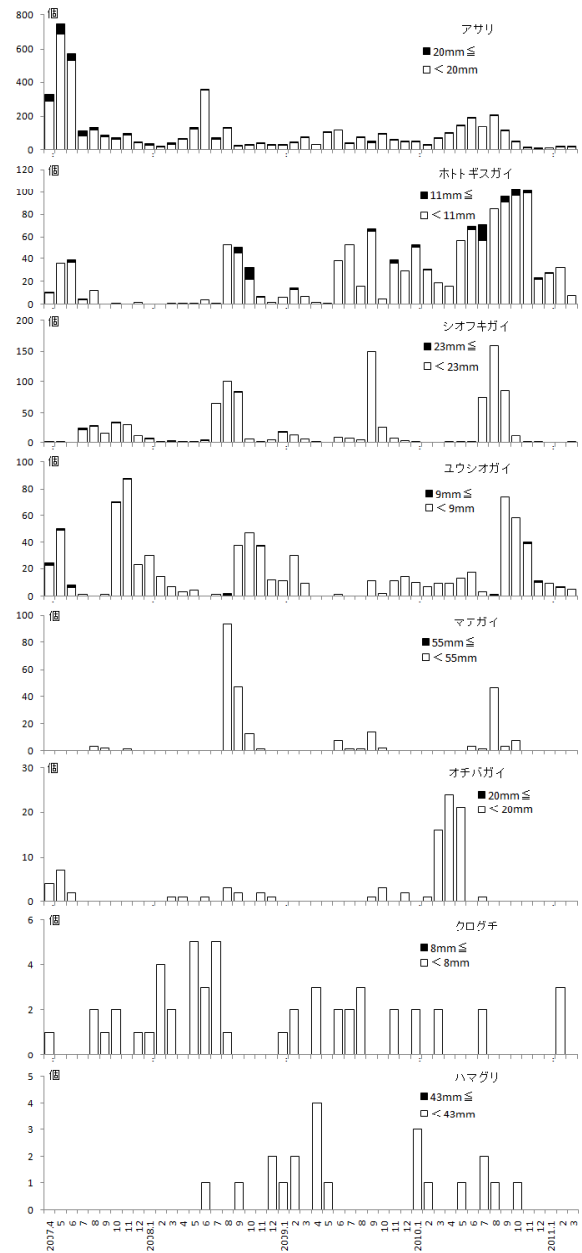 個
アサリ
800
600
400
200
0
■ 20mm≦
□ < 20mm
個
ホトトギスガイ
120
100
80
60
40
20
0
■ 11mm≦
□ < 11mm
個
シオフキガイ
200
150
100
50
0
■ 23mm≦
□ < 23mm
個
ユウシオガイ
100
80
60
40
20
0
■ 9mm≦
□ < 9mm
個
マテガイ
100
80
60
40
20
0
■ 55mm≦
□ < 55mm
個
オチバガイ
30
20
10
0
■ 20mm≦
□ < 20mm
個
クログチ
6
4
2
0
■ 8mm≦
□ < 8mm
個
ハマグリ
5
4
3
2
1
0
■ 43mm≦
□ < 43mm
2007.4 5 6 7 8 9 10 11 12 2008.1 2 3 4 5 6 7 8 9 10 11 12 2009.1 2 3 4 5 6 7 8 9 10 11 12 2010.1 2 3 4 5 6 7 8 9 10 11 12 2011.1 2 3